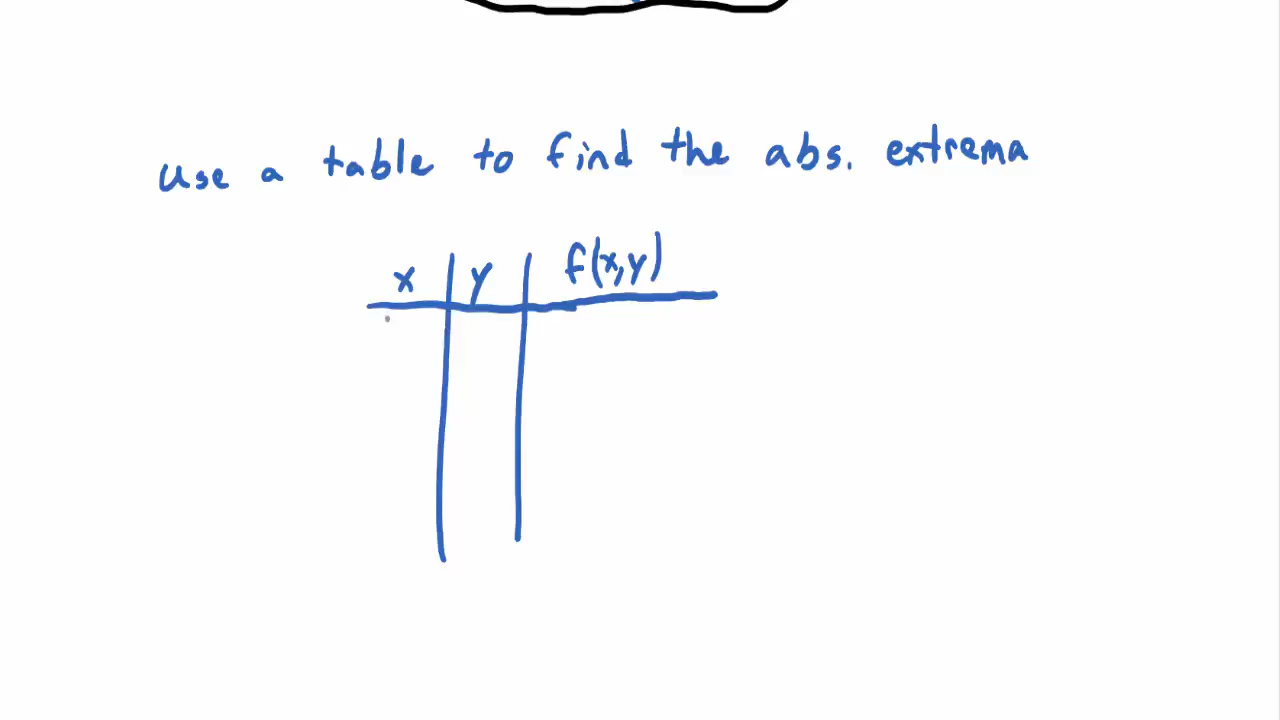 use a table to find the abs. extrema
x y f(x,y)